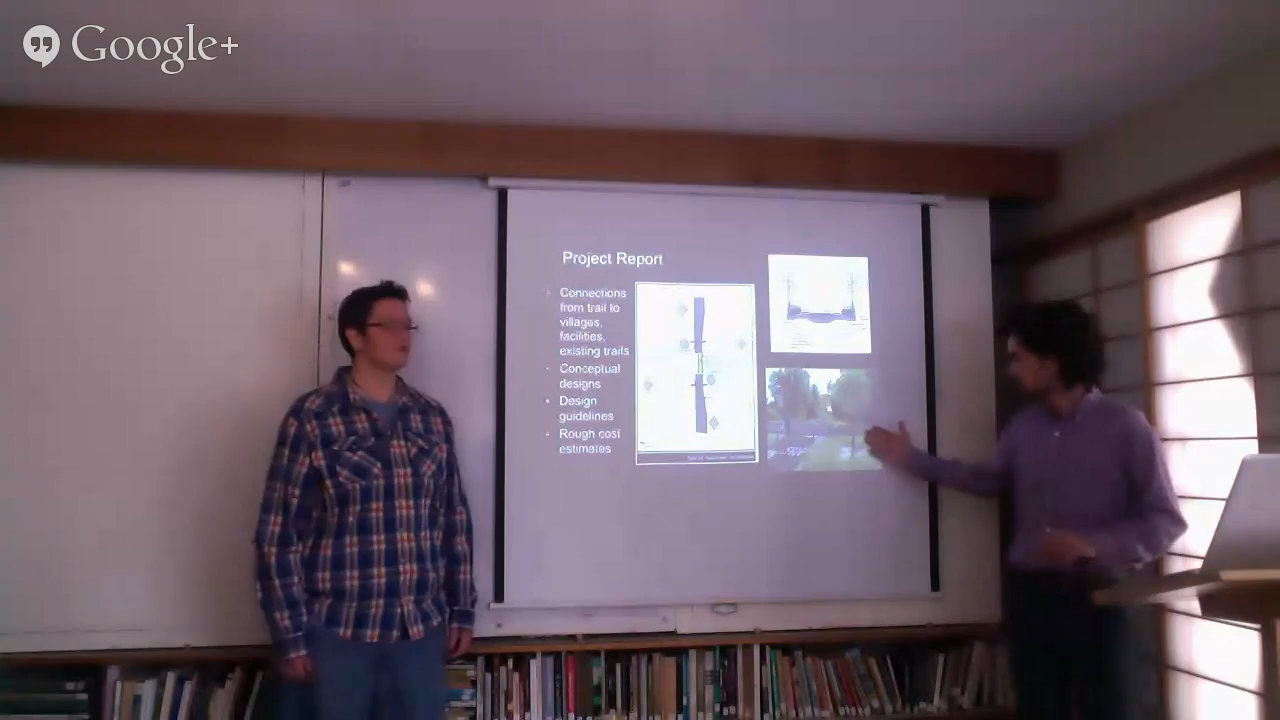 Google+
Project Report
Connections
from trail to
villages,
facilities,
existing trails
Conceptual
designs
Design
guidelines
Rough cost
estimates